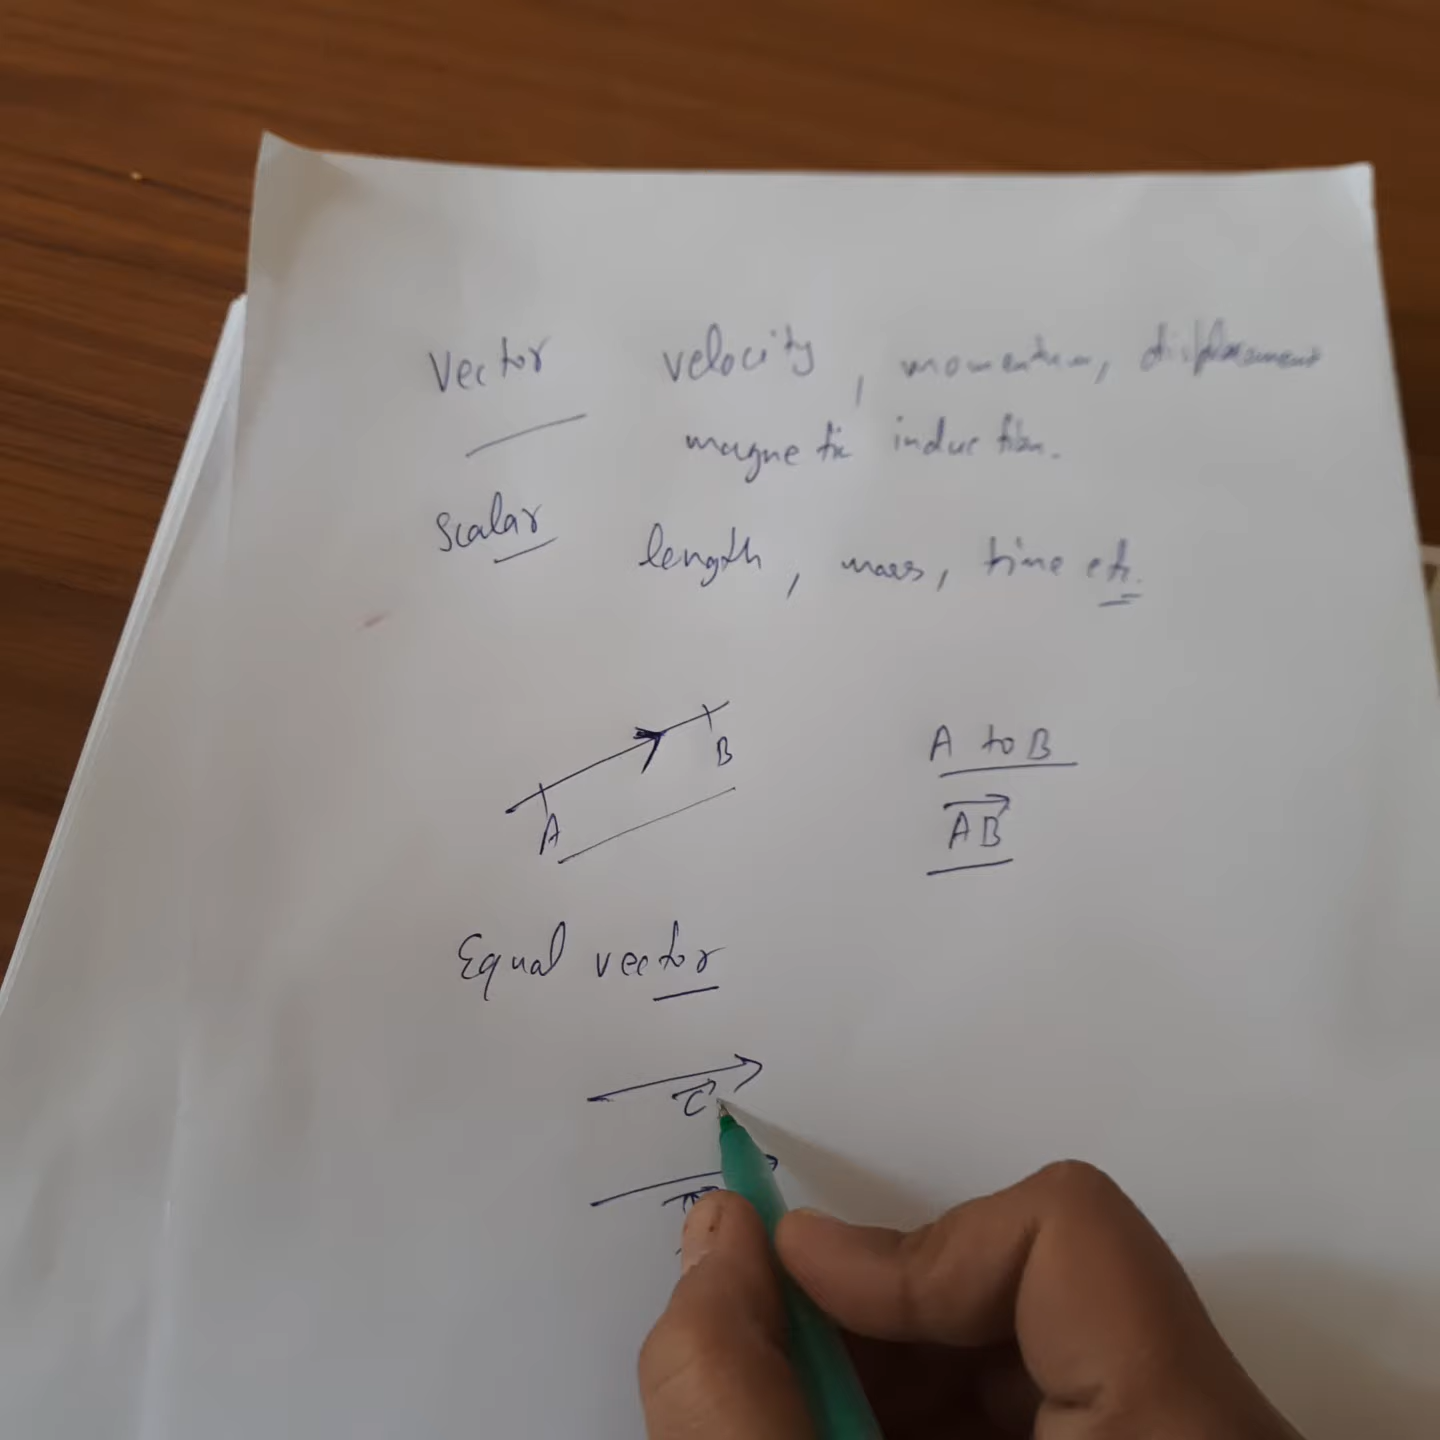 Vector velocity, momentum, displacement
magnetic induction.
Scalar length, mass, time etc.
A B
A to B
AB
Equal vector
C